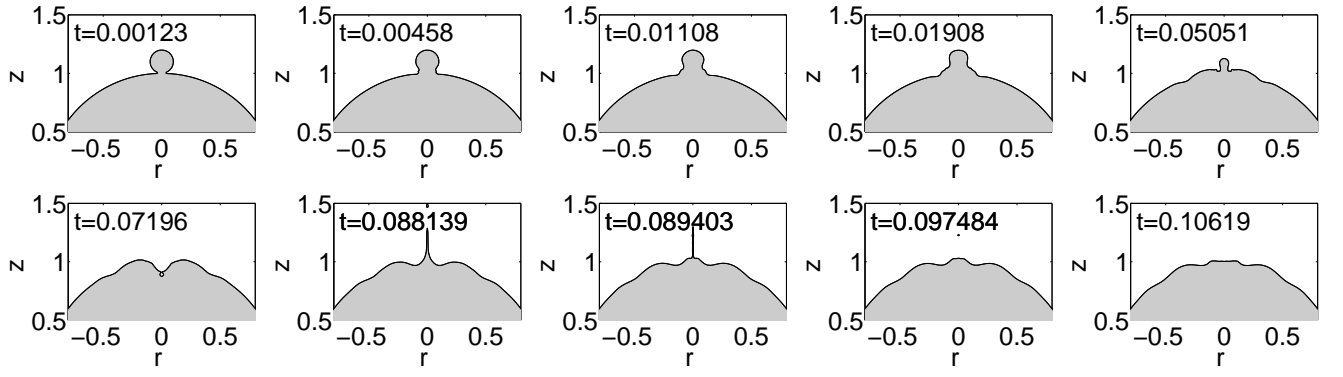 1.5 t=0.00123 1.5 t=0.00458 1.5 t=0.01108 1.5 t=0.01908 1.5 t=0.05051
z 1 z 1 z 1 z 1 z 1
0.5 0.5 0.5 0.5 0.5
−0.5 0 0.5 −0.5 0 0.5 −0.5 0 0.5 −0.5 0 0.5 −0.5 0 0.5
r r r r r
1.5 t=0.07196 1.5 t=0.088139 1.5 t=0.089403 1.5 t=0.097484 1.5 t=0.10619
z 1 z 1 z 1 z 1 z 1
0.5 0.5 0.5 0.5 0.5
−0.5 0 0.5 −0.5 0 0.5 −0.5 0 0.5 −0.5 0 0.5 −0.5 0 0.5
r r r r r